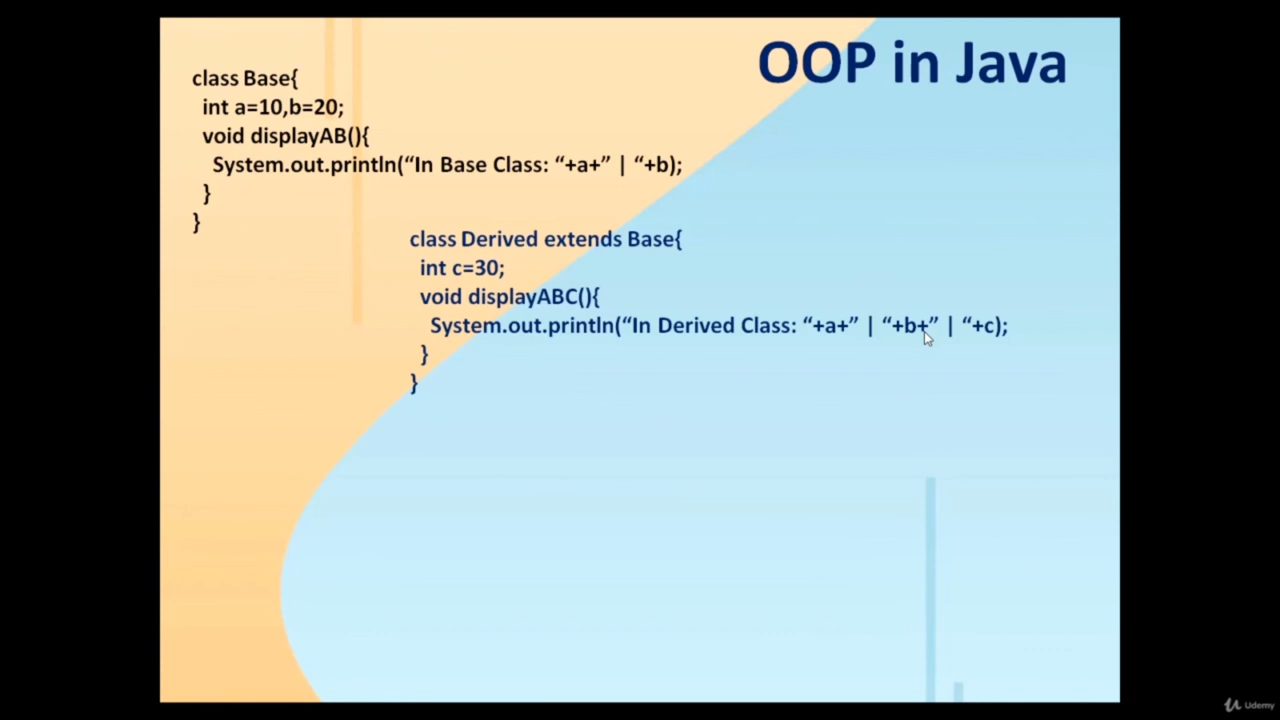 OOP in Java
class Base{
int a=10,b=20;
void displayAB(){
System.out.println(“In Base Class: “+a+” | “+b);
}
}
class Derived extends Base{
int c=30;
void displayABC(){
System.out.println(“In Derived Class: “+a+” | “+b+” | “+c);
}
}
Udemy